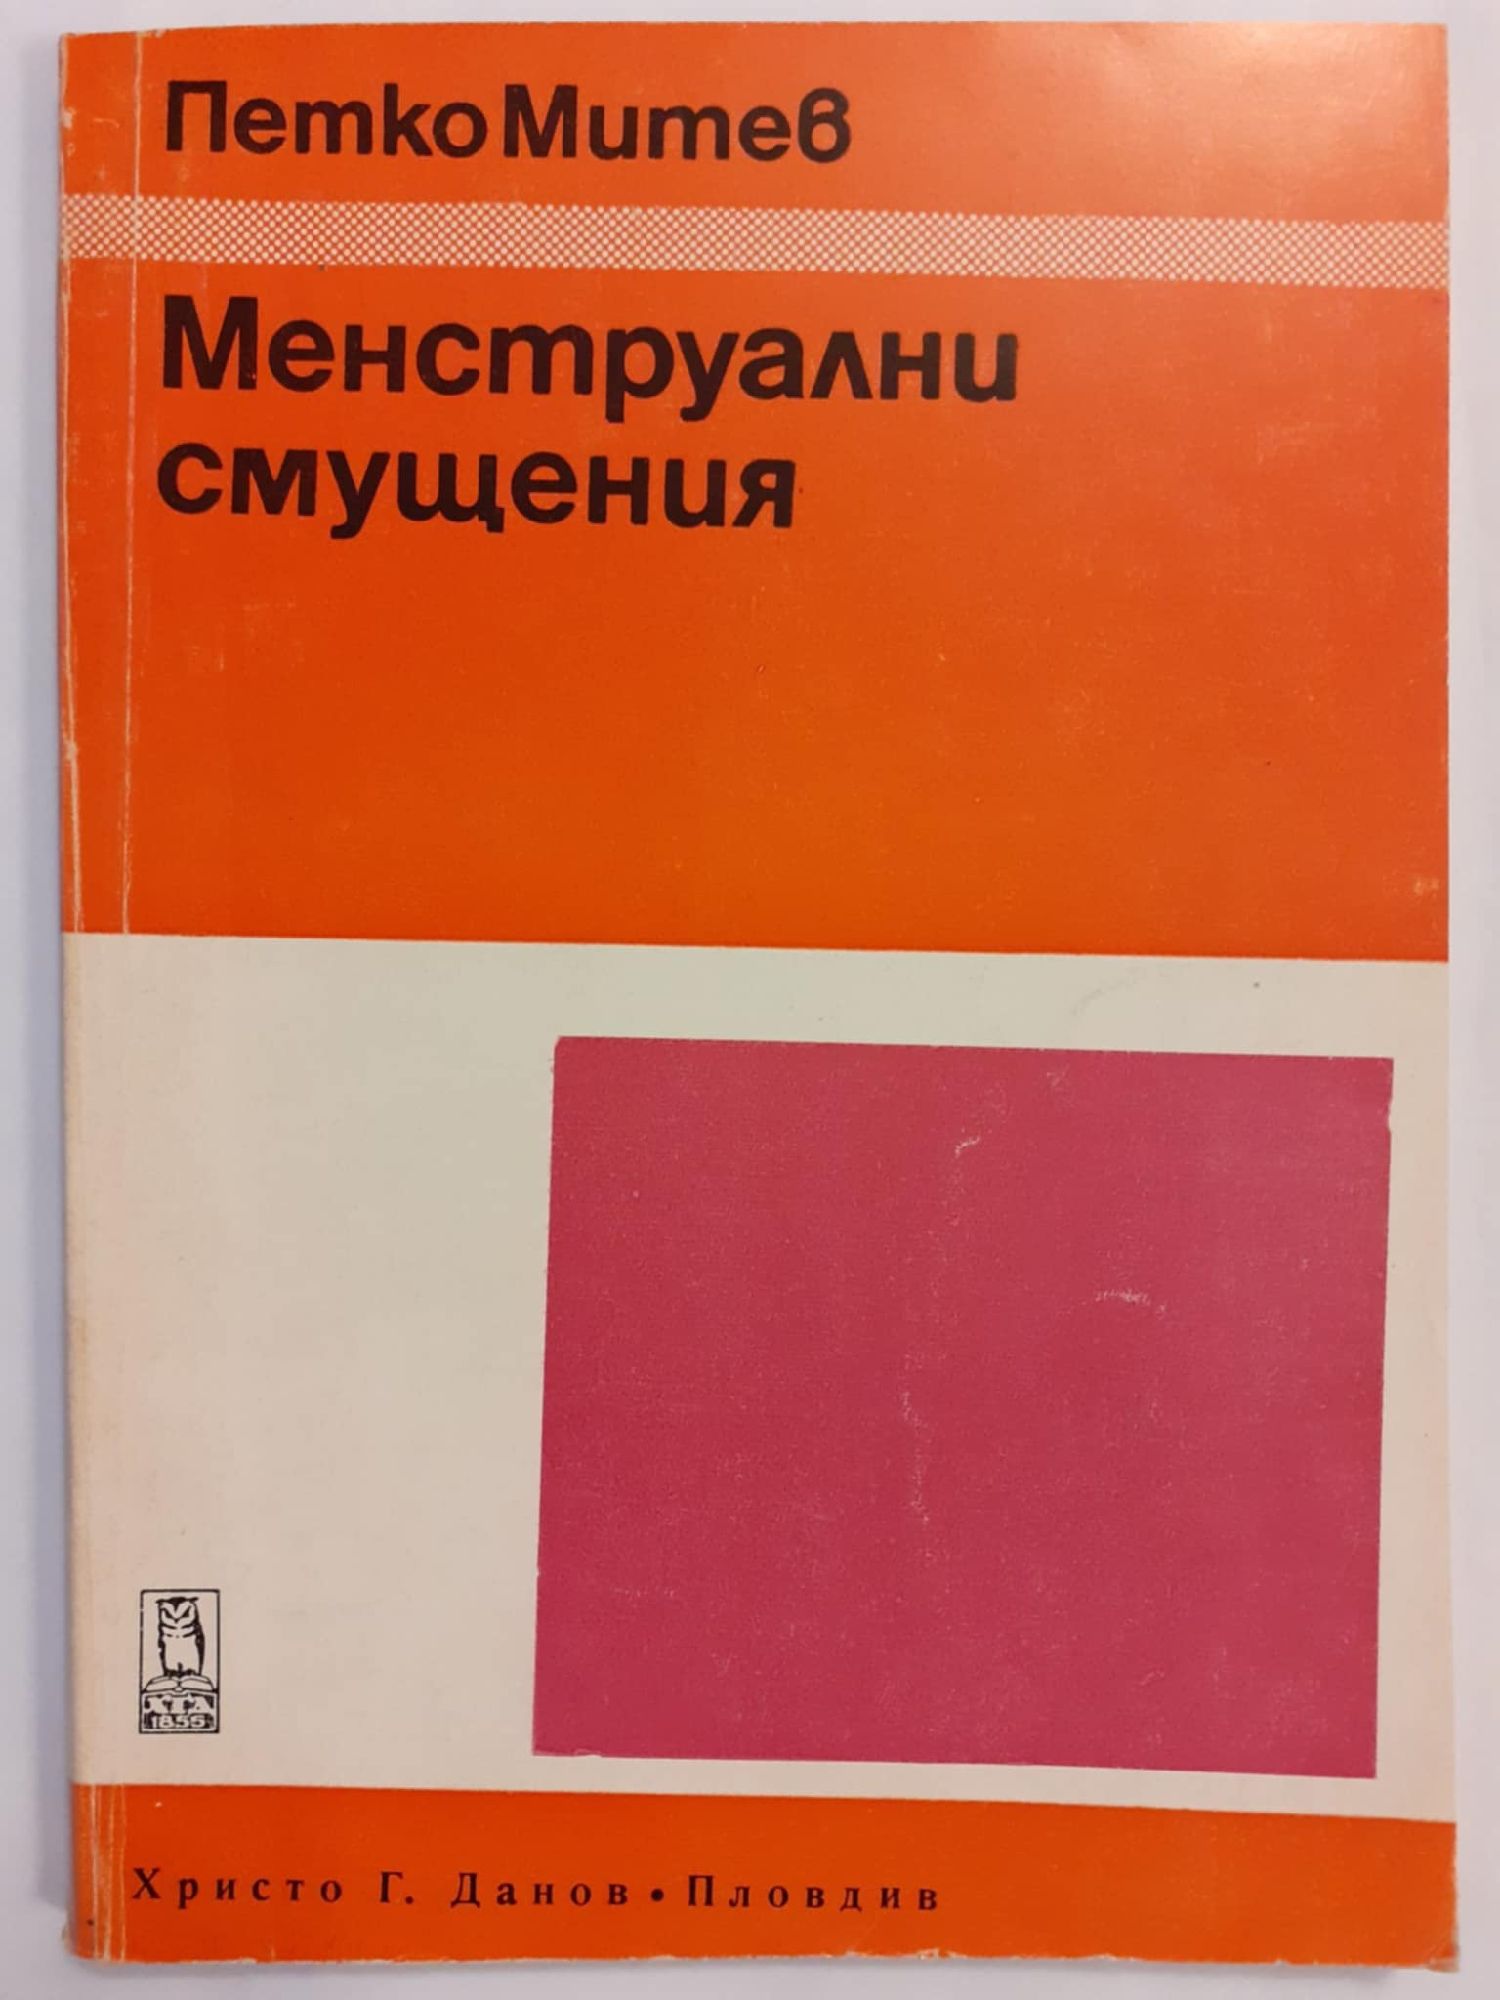 Петко Митев
Менструални
смущения
ХГД
1855
Христо Г. Данов • Пловдив